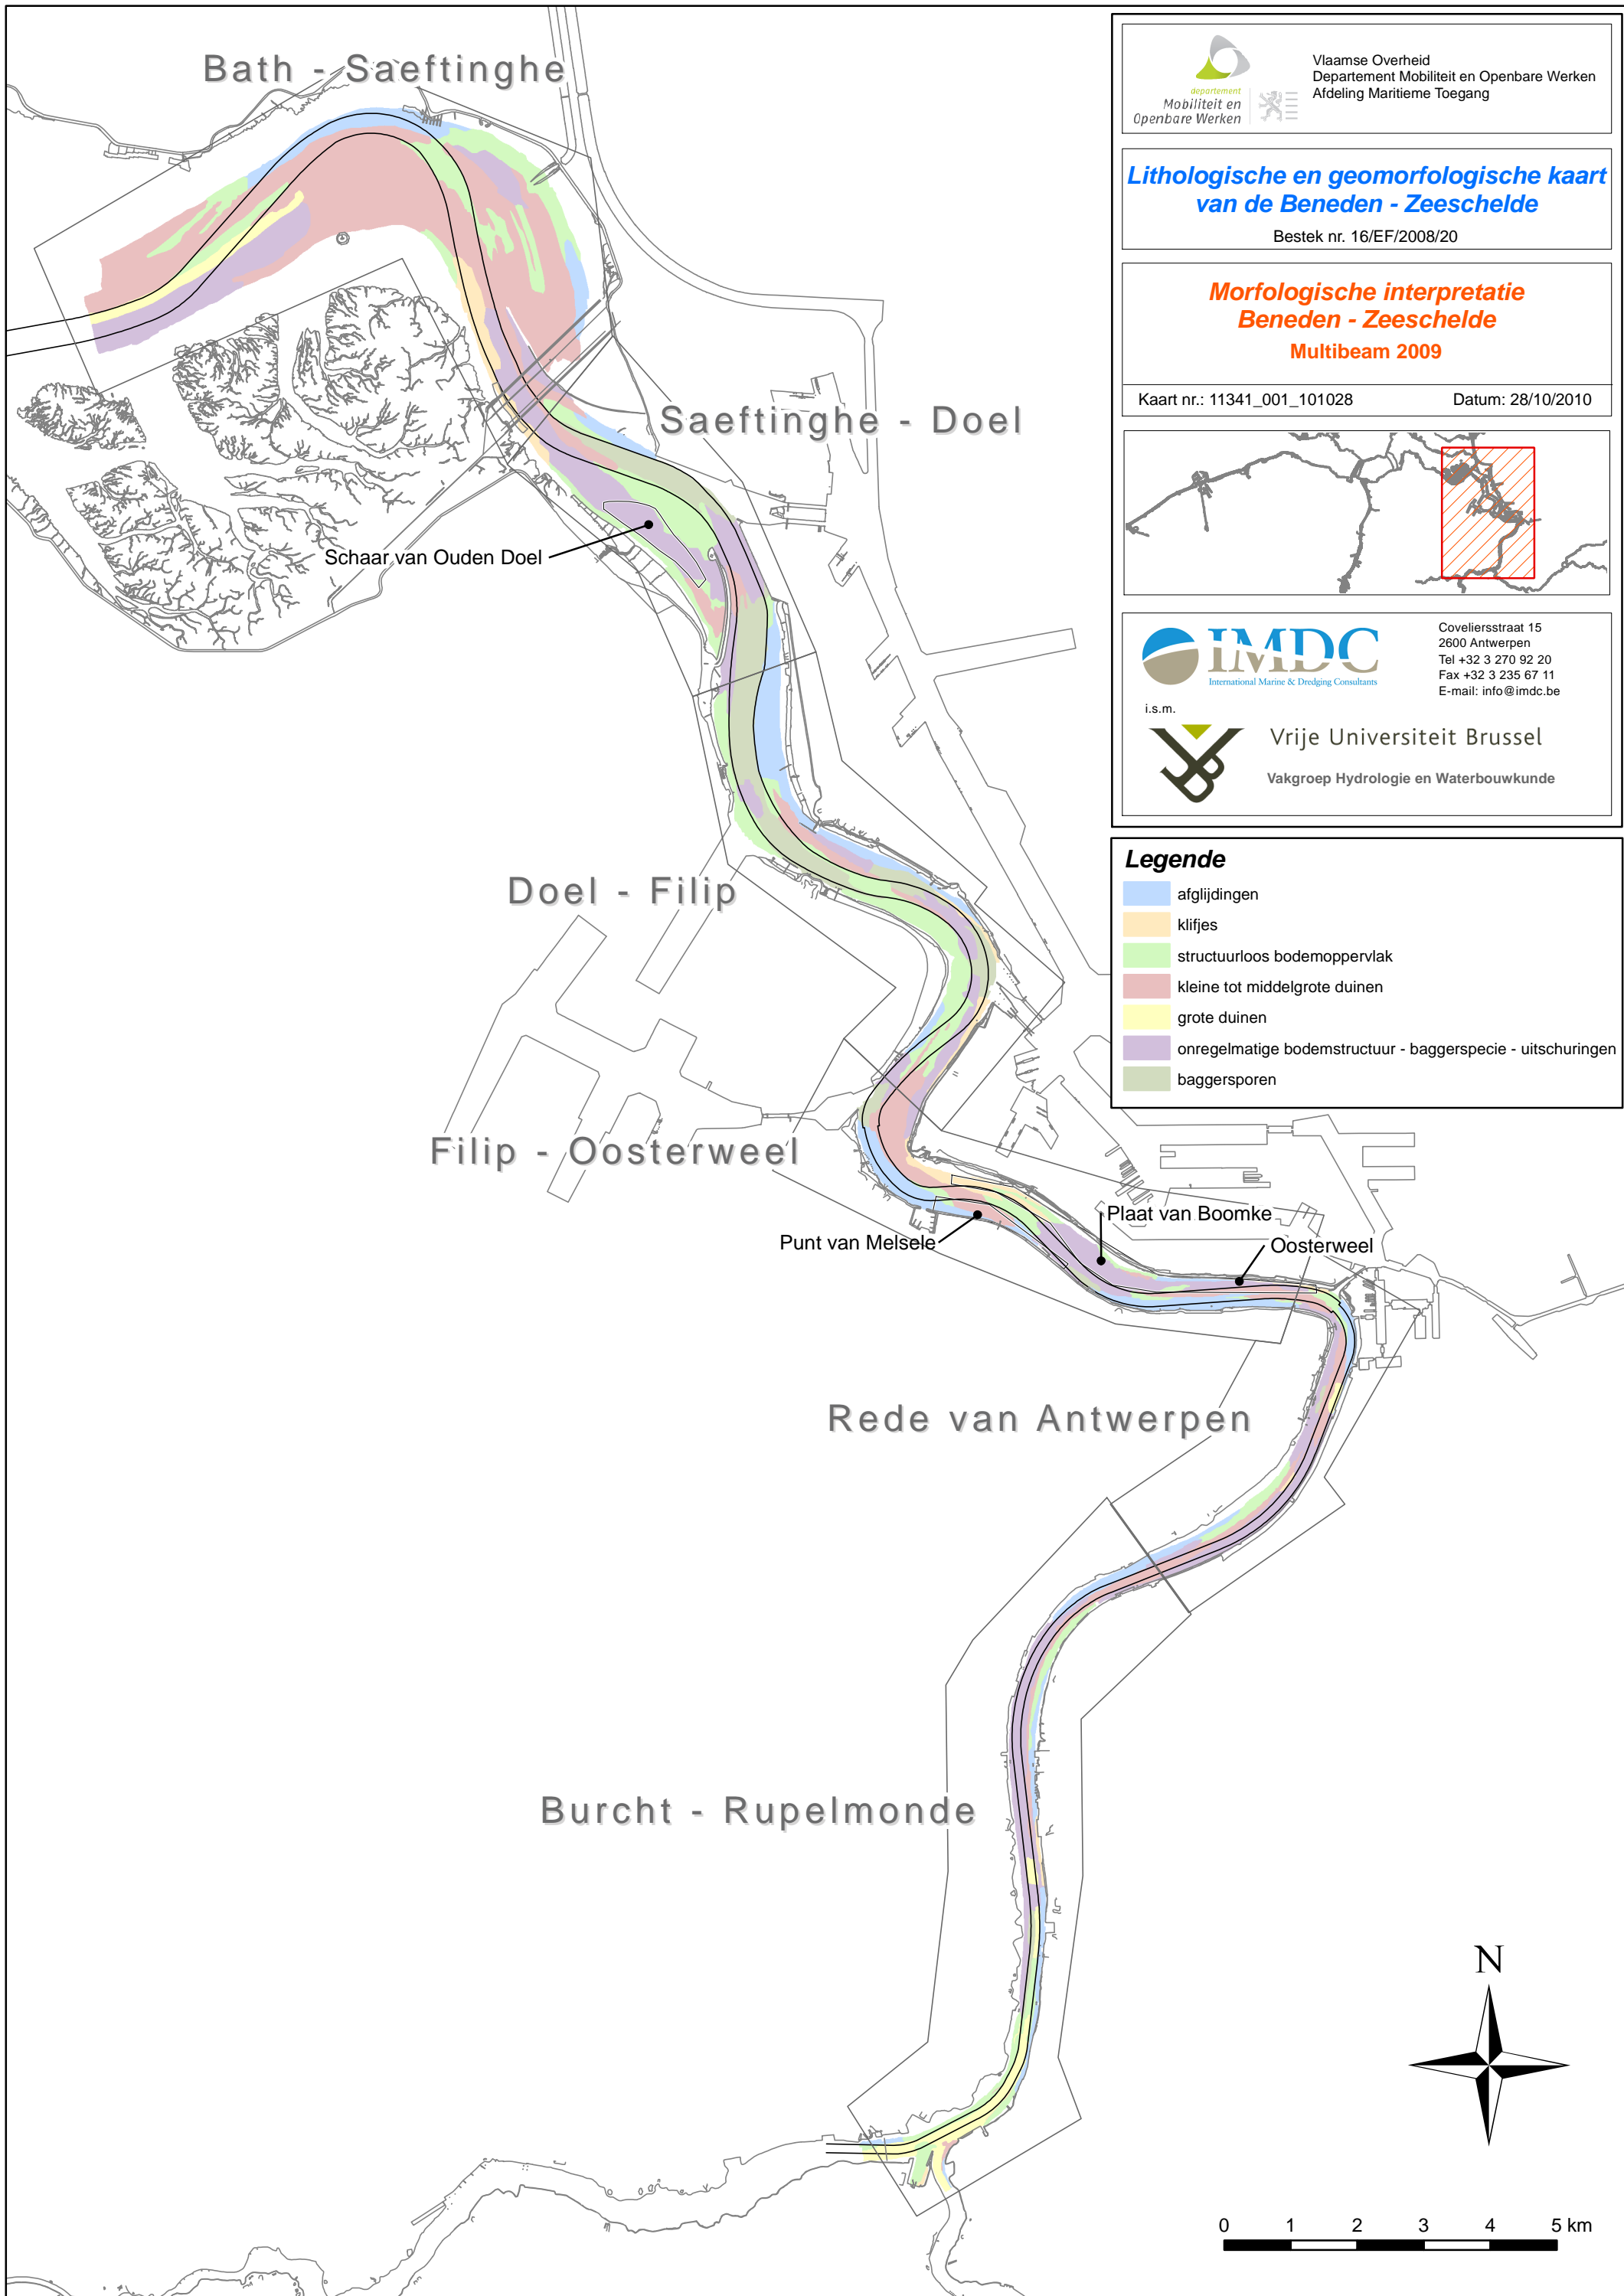 Bath - Saeftinghe
Saeftinghe - Doel
Schaar van Ouden Doel
Doel - Filip
Filip - Oosterweel
Punt van Melsele
Plaat van Boomke
Oosterweel
Rede van Antwerpen
Burcht - Rupelmonde
departement
Mobiliteit en
Openbare Werken
Vlaamse Overheid
Departement Mobiliteit en Openbare Werken
Afdeling Maritieme Toegang
Lithologische en geomorfologische kaart
van de Beneden - Zeeschelde
Bestek nr. 16/EF/2008/20
Morfologische interpretatie
Beneden - Zeeschelde
Multibeam 2009
Kaart nr.: 11341_001_101028
Datum: 28/10/2010
IMDC
International Marine & Dredging Consultants
Coveliersstraat 15
2600 Antwerpen
Tel +32 3 270 92 20
Fax +32 3 235 67 11
E-mail: info@imdc.be
i.s.m.
VUB
Vrije Universiteit Brussel
Vakgroep Hydrologie en Waterbouwkunde
Legende
afglijdingen
klifjes
structuurloos bodemoppervlak
kleine tot middelgrote duinen
grote duinen
onregelmatige bodemstructuur - baggerspecie - uitschuringen
baggersporen
N
0 1 2 3 4 5 km